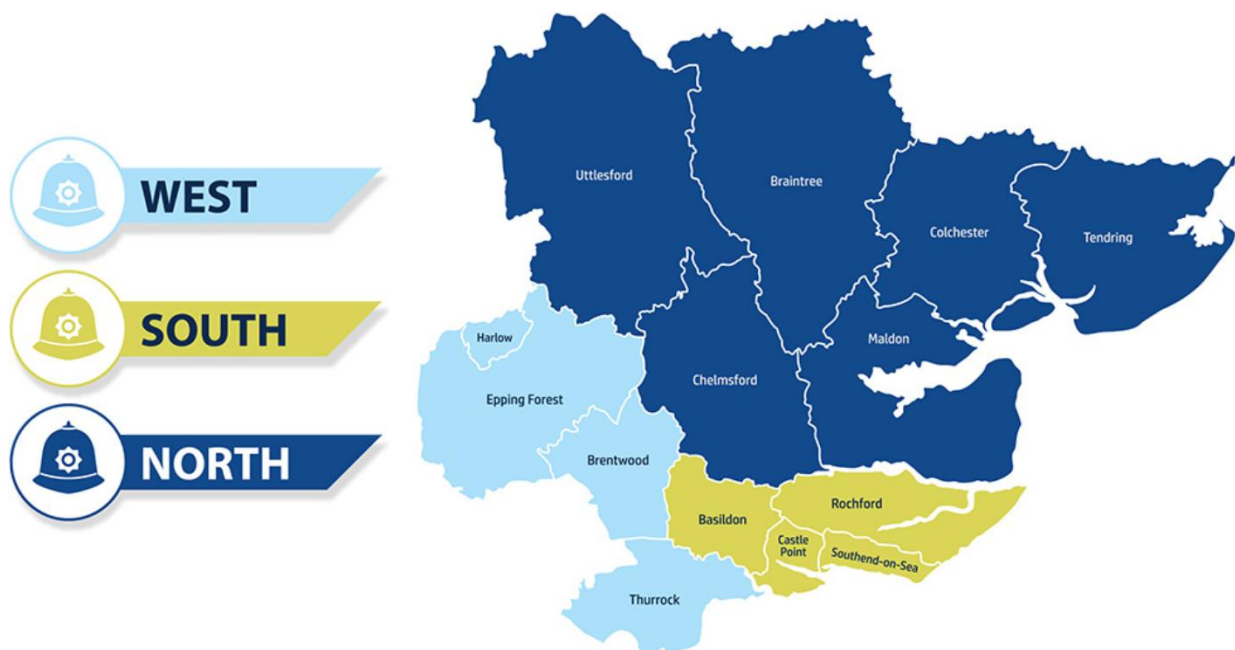 WEST
SOUTH
NORTH
Uttlesford
Braintree
Colchester
Tendring
Harlow
Maldon
Chelmsford
Epping Forest
Brentwood
Rochford
Basildon
Castle
Point
Southend-on-Sea
Thurrock